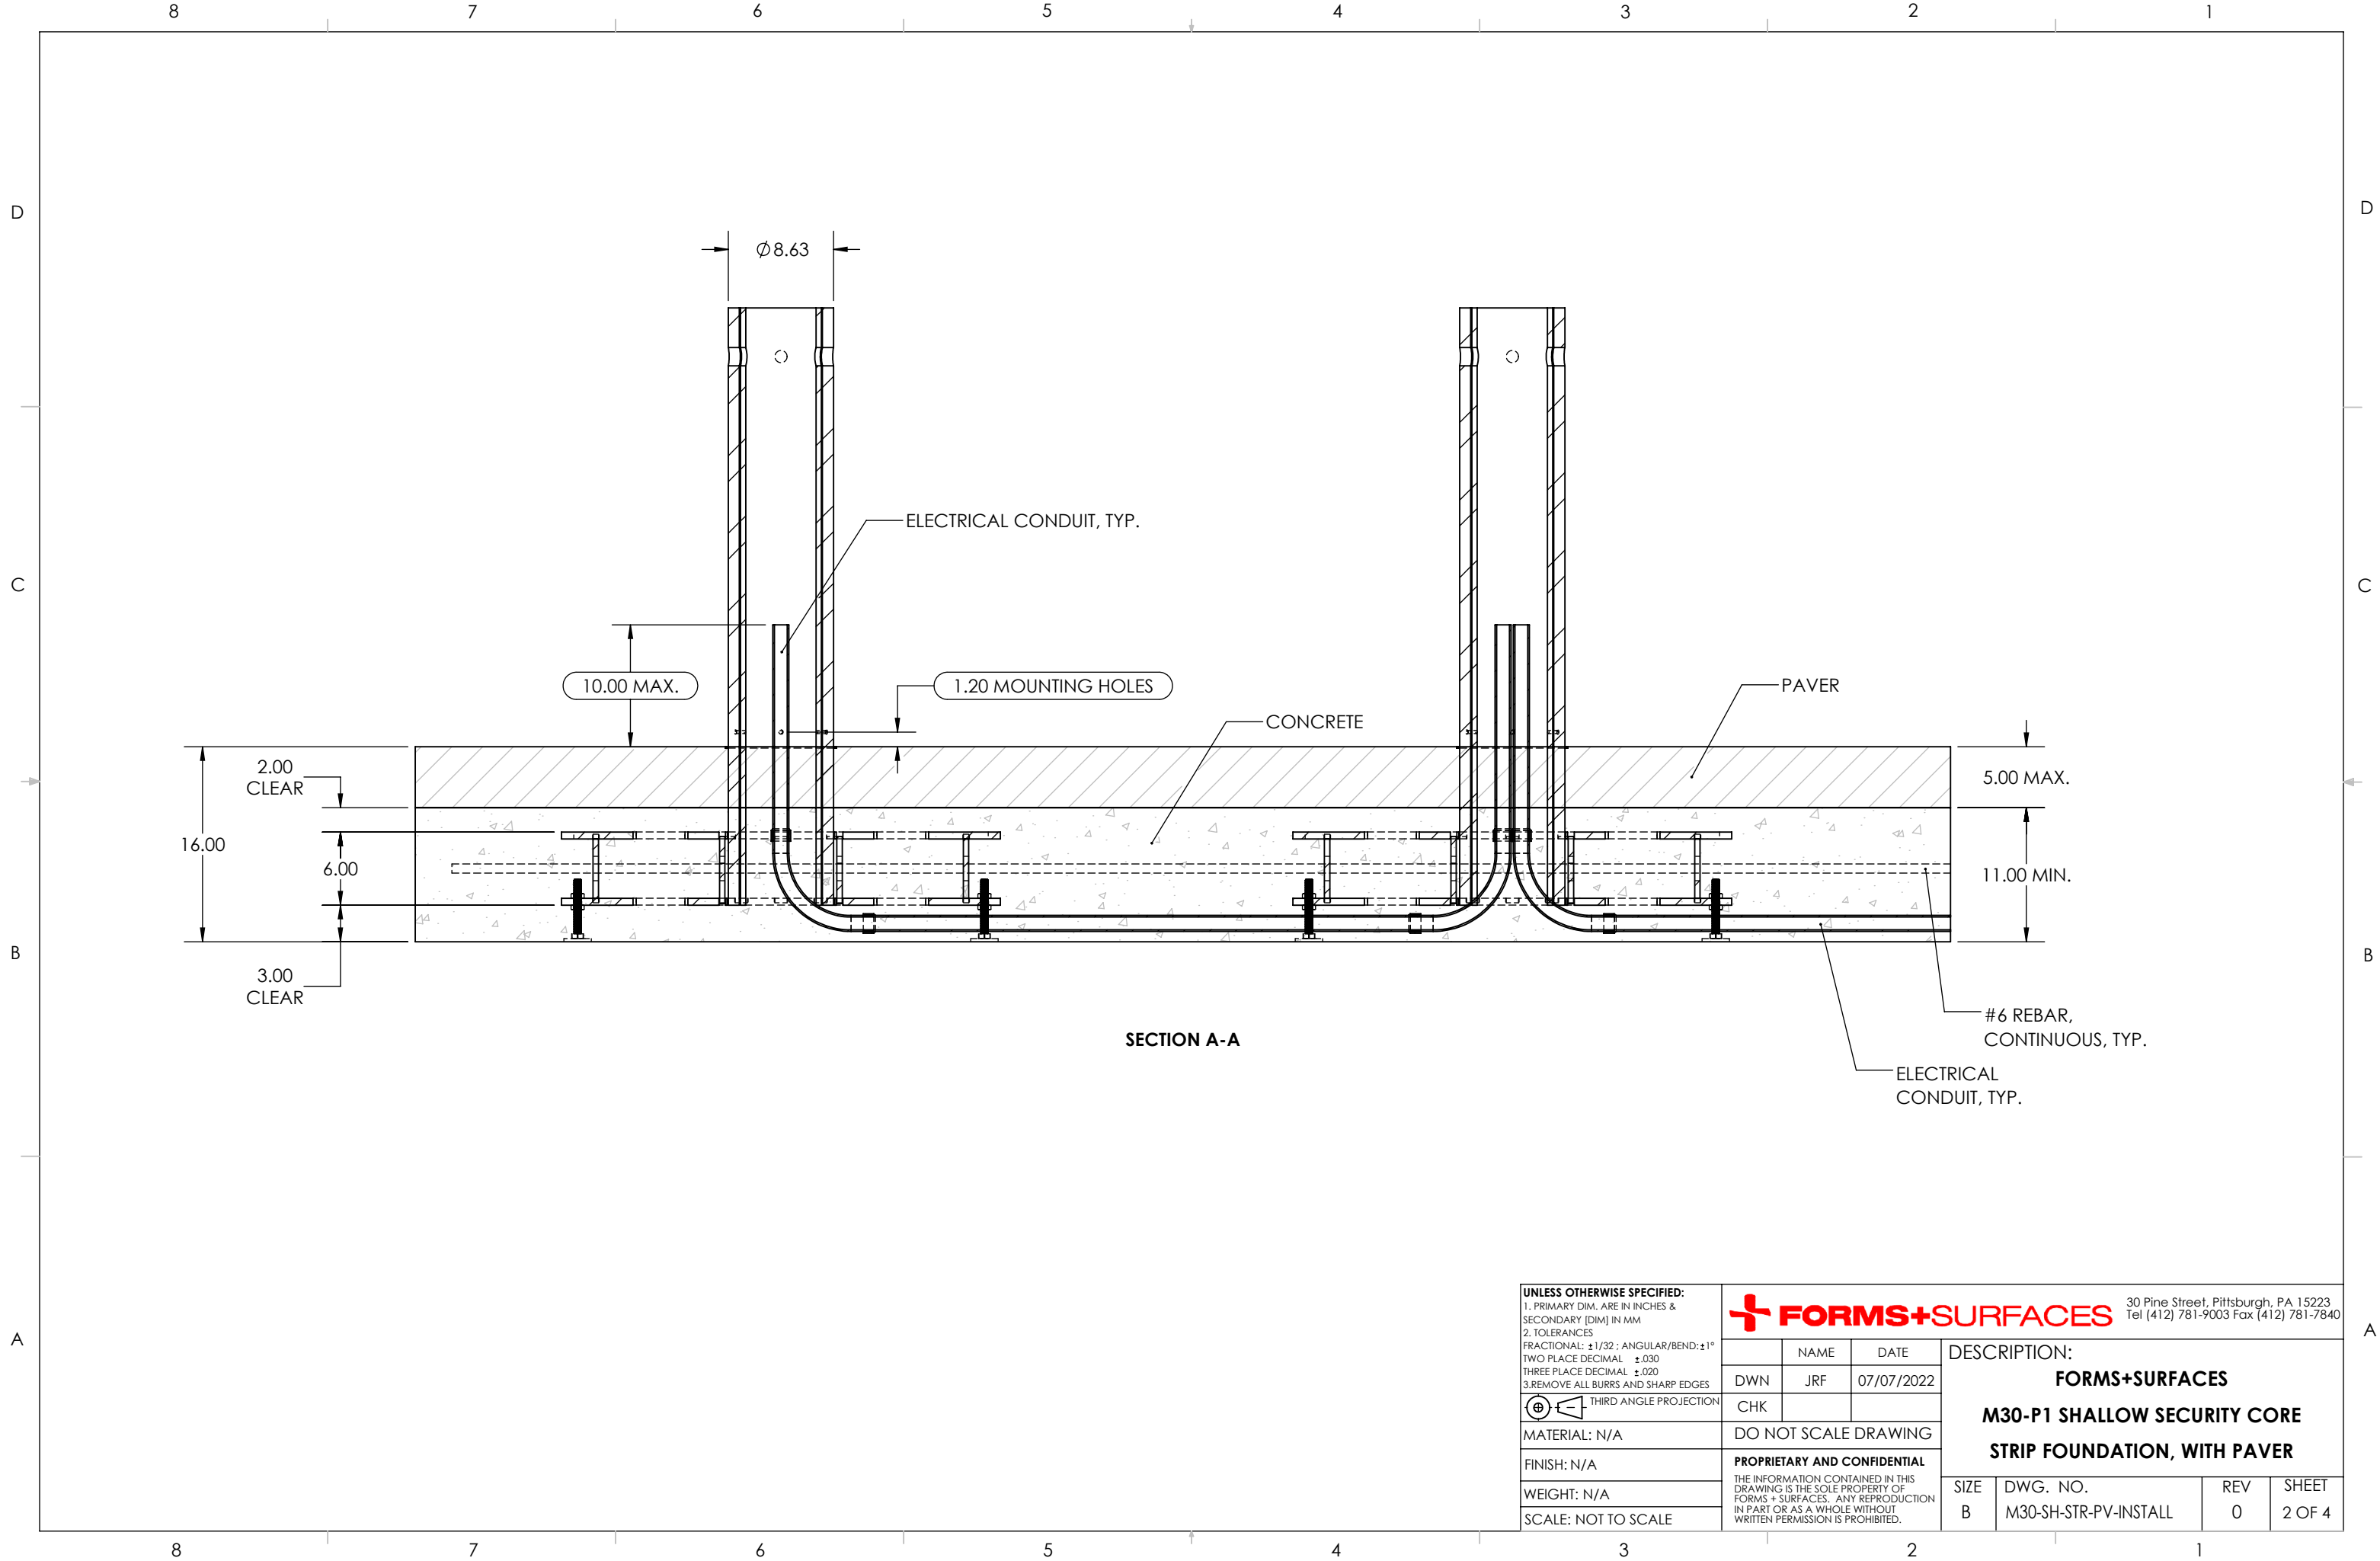 8 7 6 5 4 3 2 1
D D
Ø8.63
ELECTRICAL CONDUIT, TYP.
C C
10.00 MAX.
1.20 MOUNTING HOLES
PAVER
CONCRETE
2.00
CLEAR
5.00 MAX.
16.00
6.00
11.00 MIN.
B B
3.00
CLEAR
#6 REBAR,
CONTINUOUS, TYP.
SECTION A-A
ELECTRICAL
CONDUIT, TYP.
A A
UNLESS OTHERWISE SPECIFIED:
1. PRIMARY DIM. ARE IN INCHES &
SECONDARY [DIM] IN MM
2. TOLERANCES
FRACTIONAL: ±1/32 ; ANGULAR/BEND:±1°
TWO PLACE DECIMAL ±.030
THREE PLACE DECIMAL ±.020
3.REMOVE ALL BURRS AND SHARP EDGES
THIRD ANGLE PROJECTION
MATERIAL: N/A
FINISH: N/A
WEIGHT: N/A
SCALE: NOT TO SCALE
FORMS+SURFACES
30 Pine Street, Pittsburgh, PA 15223
Tel (412) 781-9003 Fax (412) 781-7840
NAME DATE
DWN JRF 07/07/2022
CHK
DO NOT SCALE DRAWING
PROPRIETARY AND CONFIDENTIAL
THE INFORMATION CONTAINED IN THIS
DRAWING IS THE SOLE PROPERTY OF
FORMS + SURFACES. ANY REPRODUCTION
IN PART OR AS A WHOLE WITHOUT
WRITTEN PERMISSION IS PROHIBITED.
DESCRIPTION:
FORMS+SURFACES
M30-P1 SHALLOW SECURITY CORE
STRIP FOUNDATION, WITH PAVER
SIZE DWG. NO. REV SHEET
B M30-SH-STR-PV-INSTALL 0 2 OF 4
8 7 6 5 4 3 2 1